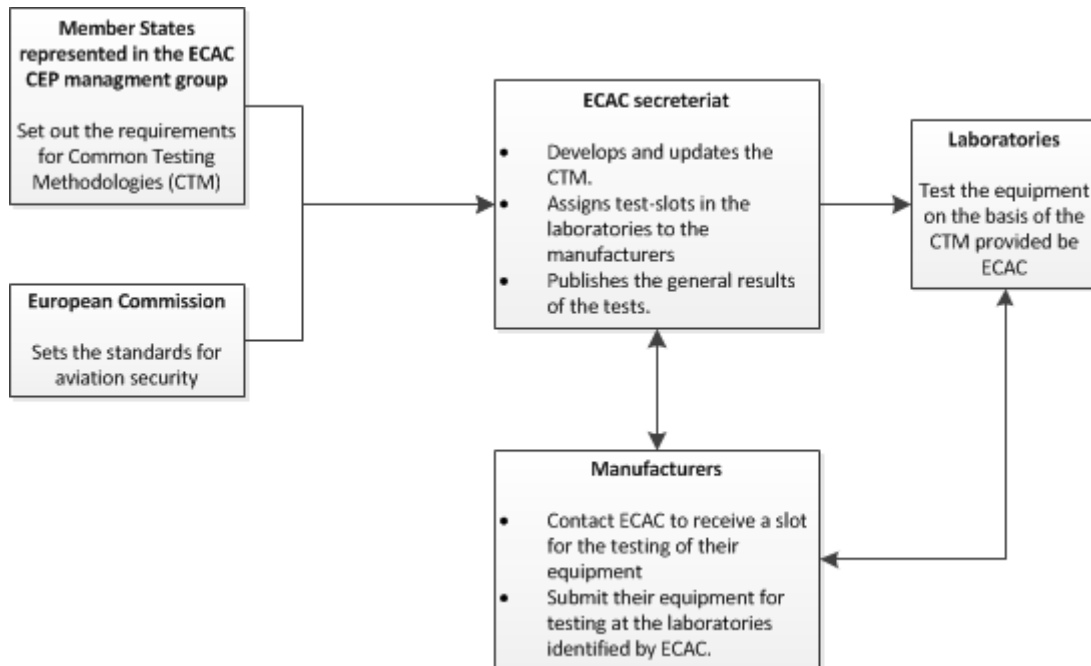 Member States
represented in the ECAC
CEP managment group
Set out the requirements
for Common Testing
Methodologies (CTM)
European Commission
Sets the standards for
aviation security
ECAC secreteriat
• Develops and updates the
CTM.
• Assigns test-slots in the
laboratories to the
manufacturers
• Publishes the general results
of the tests.
Laboratories
Test the equipment
on the basis of the
CTM provided be
ECAC
Manufacturers
• Contact ECAC to receive a slot
for the testing of their
equipment
• Submit their equipment for
testing at the laboratories
identified by ECAC.